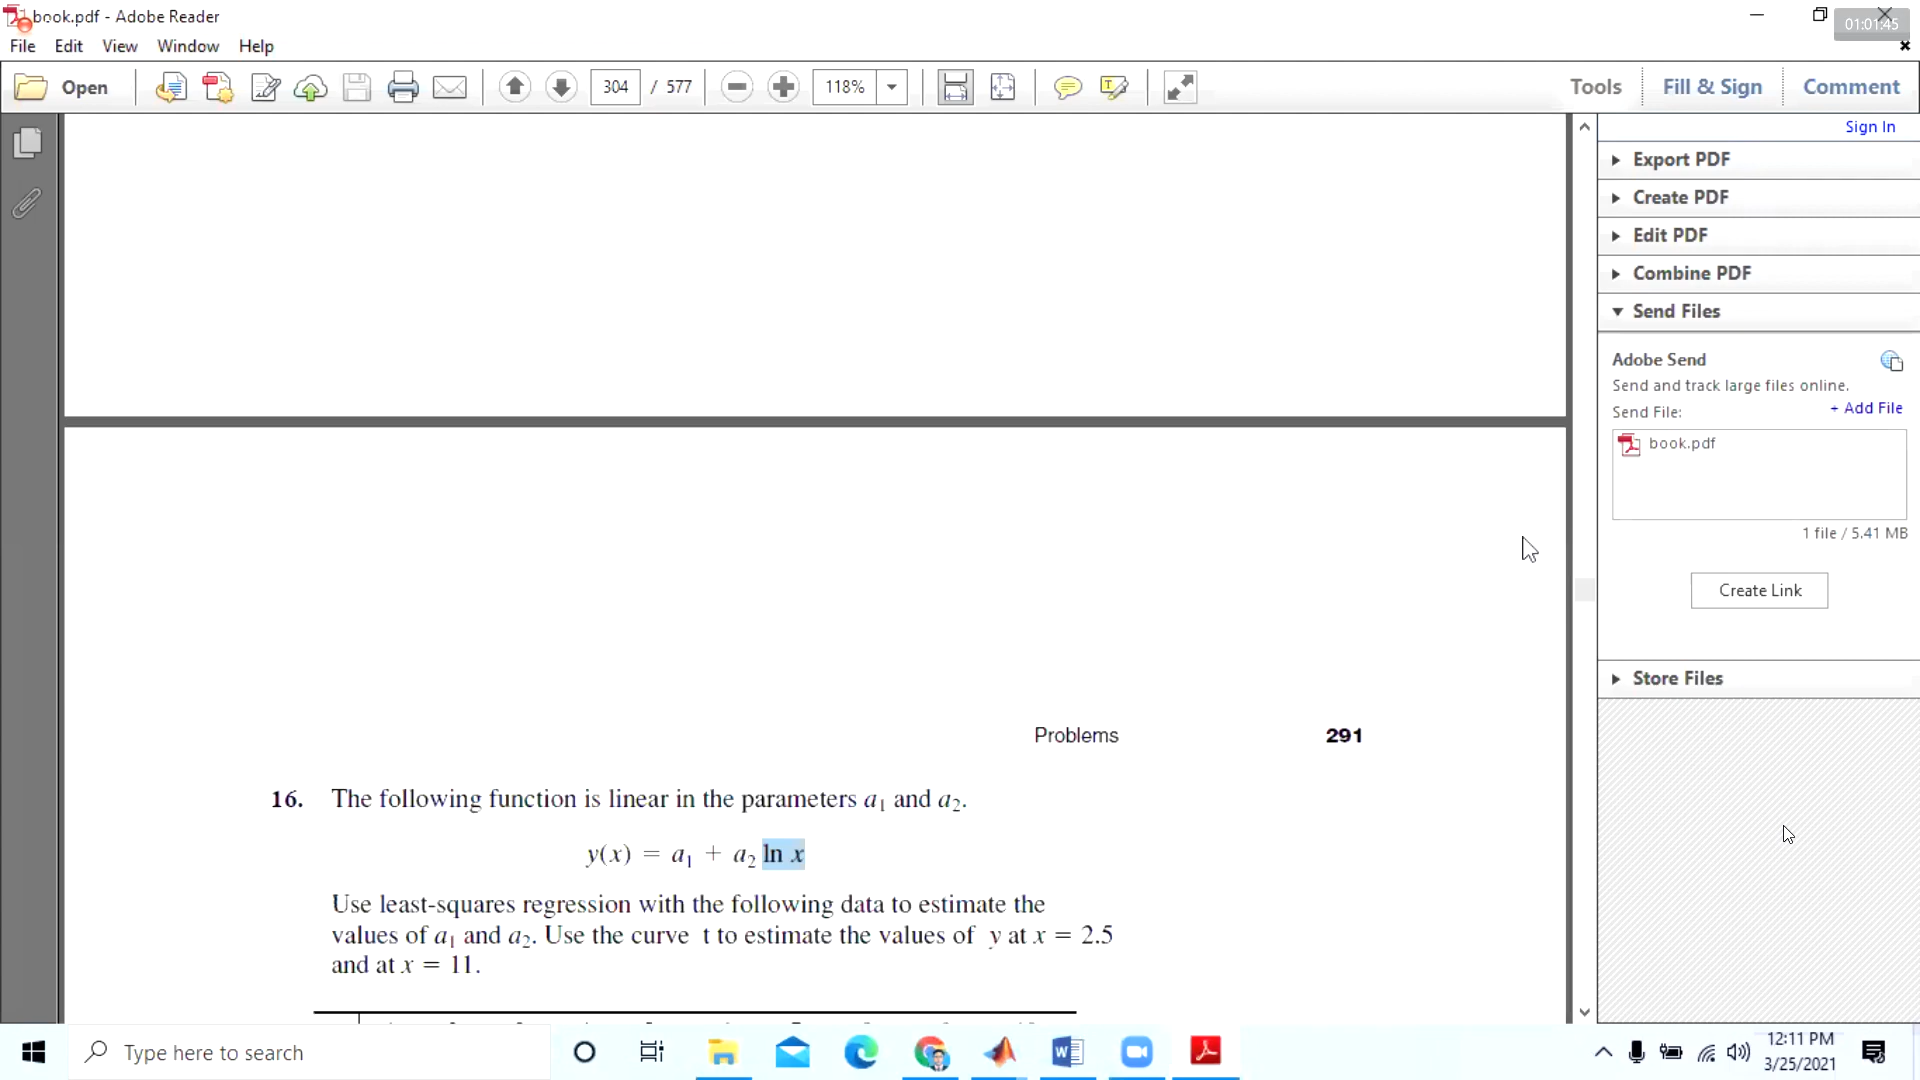 book.pdf - Adobe Reader
01:01:45
File Edit View Window Help
Open 304 / 577 118% Tools Fill & Sign Comment
Sign In
Export PDF
Create PDF
Edit PDF
Combine PDF
Send Files
Adobe Send
Send and track large files online.
Send File: + Add File
book.pdf
1 file / 5.41 MB
Create Link
Store Files
Problems 291
16. The following function is linear in the parameters a1 and a2.
y(x) = a1 + a2 ln x
Use least-squares regression with the following data to estimate the
values of a1 and a2. Use the curve t to estimate the values of y at x = 2.5
and at x = 11.
Type here to search
12:11 PM
3/25/2021